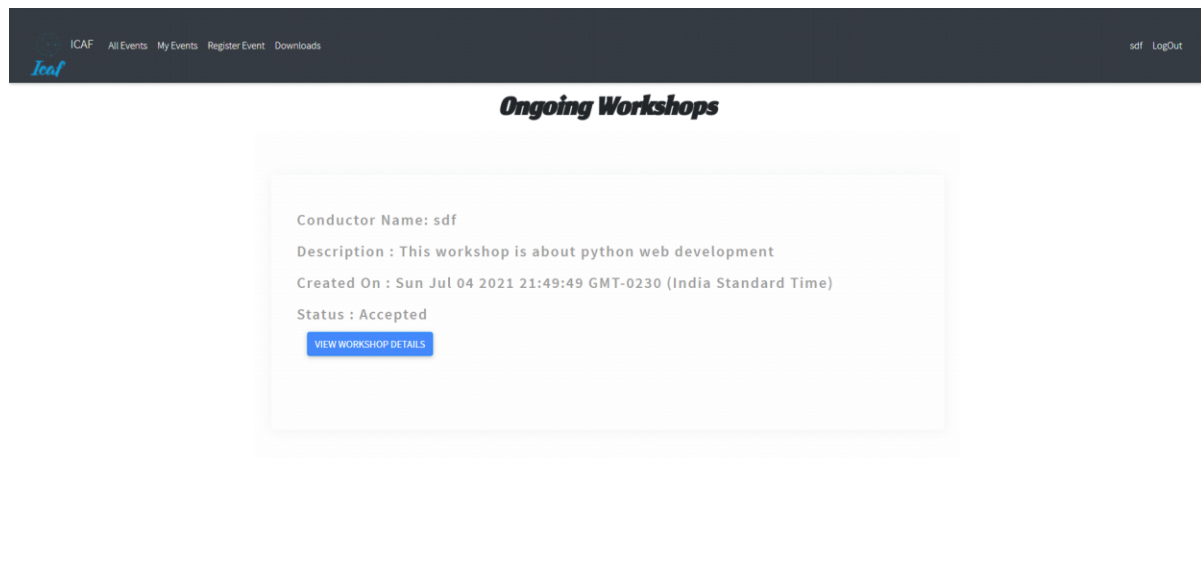 ICAF All Events My Events Register Event Downloads sdf LogOut
Icaf
Ongoing Workshops
Conductor Name: sdf
Description : This workshop is about python web development
Created On : Sun Jul 04 2021 21:49:49 GMT-0230 (India Standard Time)
Status : Accepted
VIEW WORKSHOP DETAILS